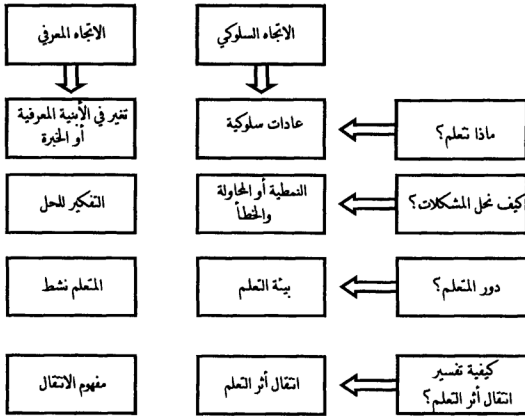 الاتجاه السلوكي
الاتجاه المعرفي
ماذا نتعلم؟
عادات سلوكية
تغير في الأبنية المعرفية
أو الخبرة
كيف نحل المشكلات؟
النمطية أو المحاولة
والخطأ
التفكير للحل
دور المتعلم؟
بيئة التعلم
المتعلم نشط
كيفية تفسير
انتقال أثر التعلم؟
انتقال أثر التعلم
مفهوم الانتقال